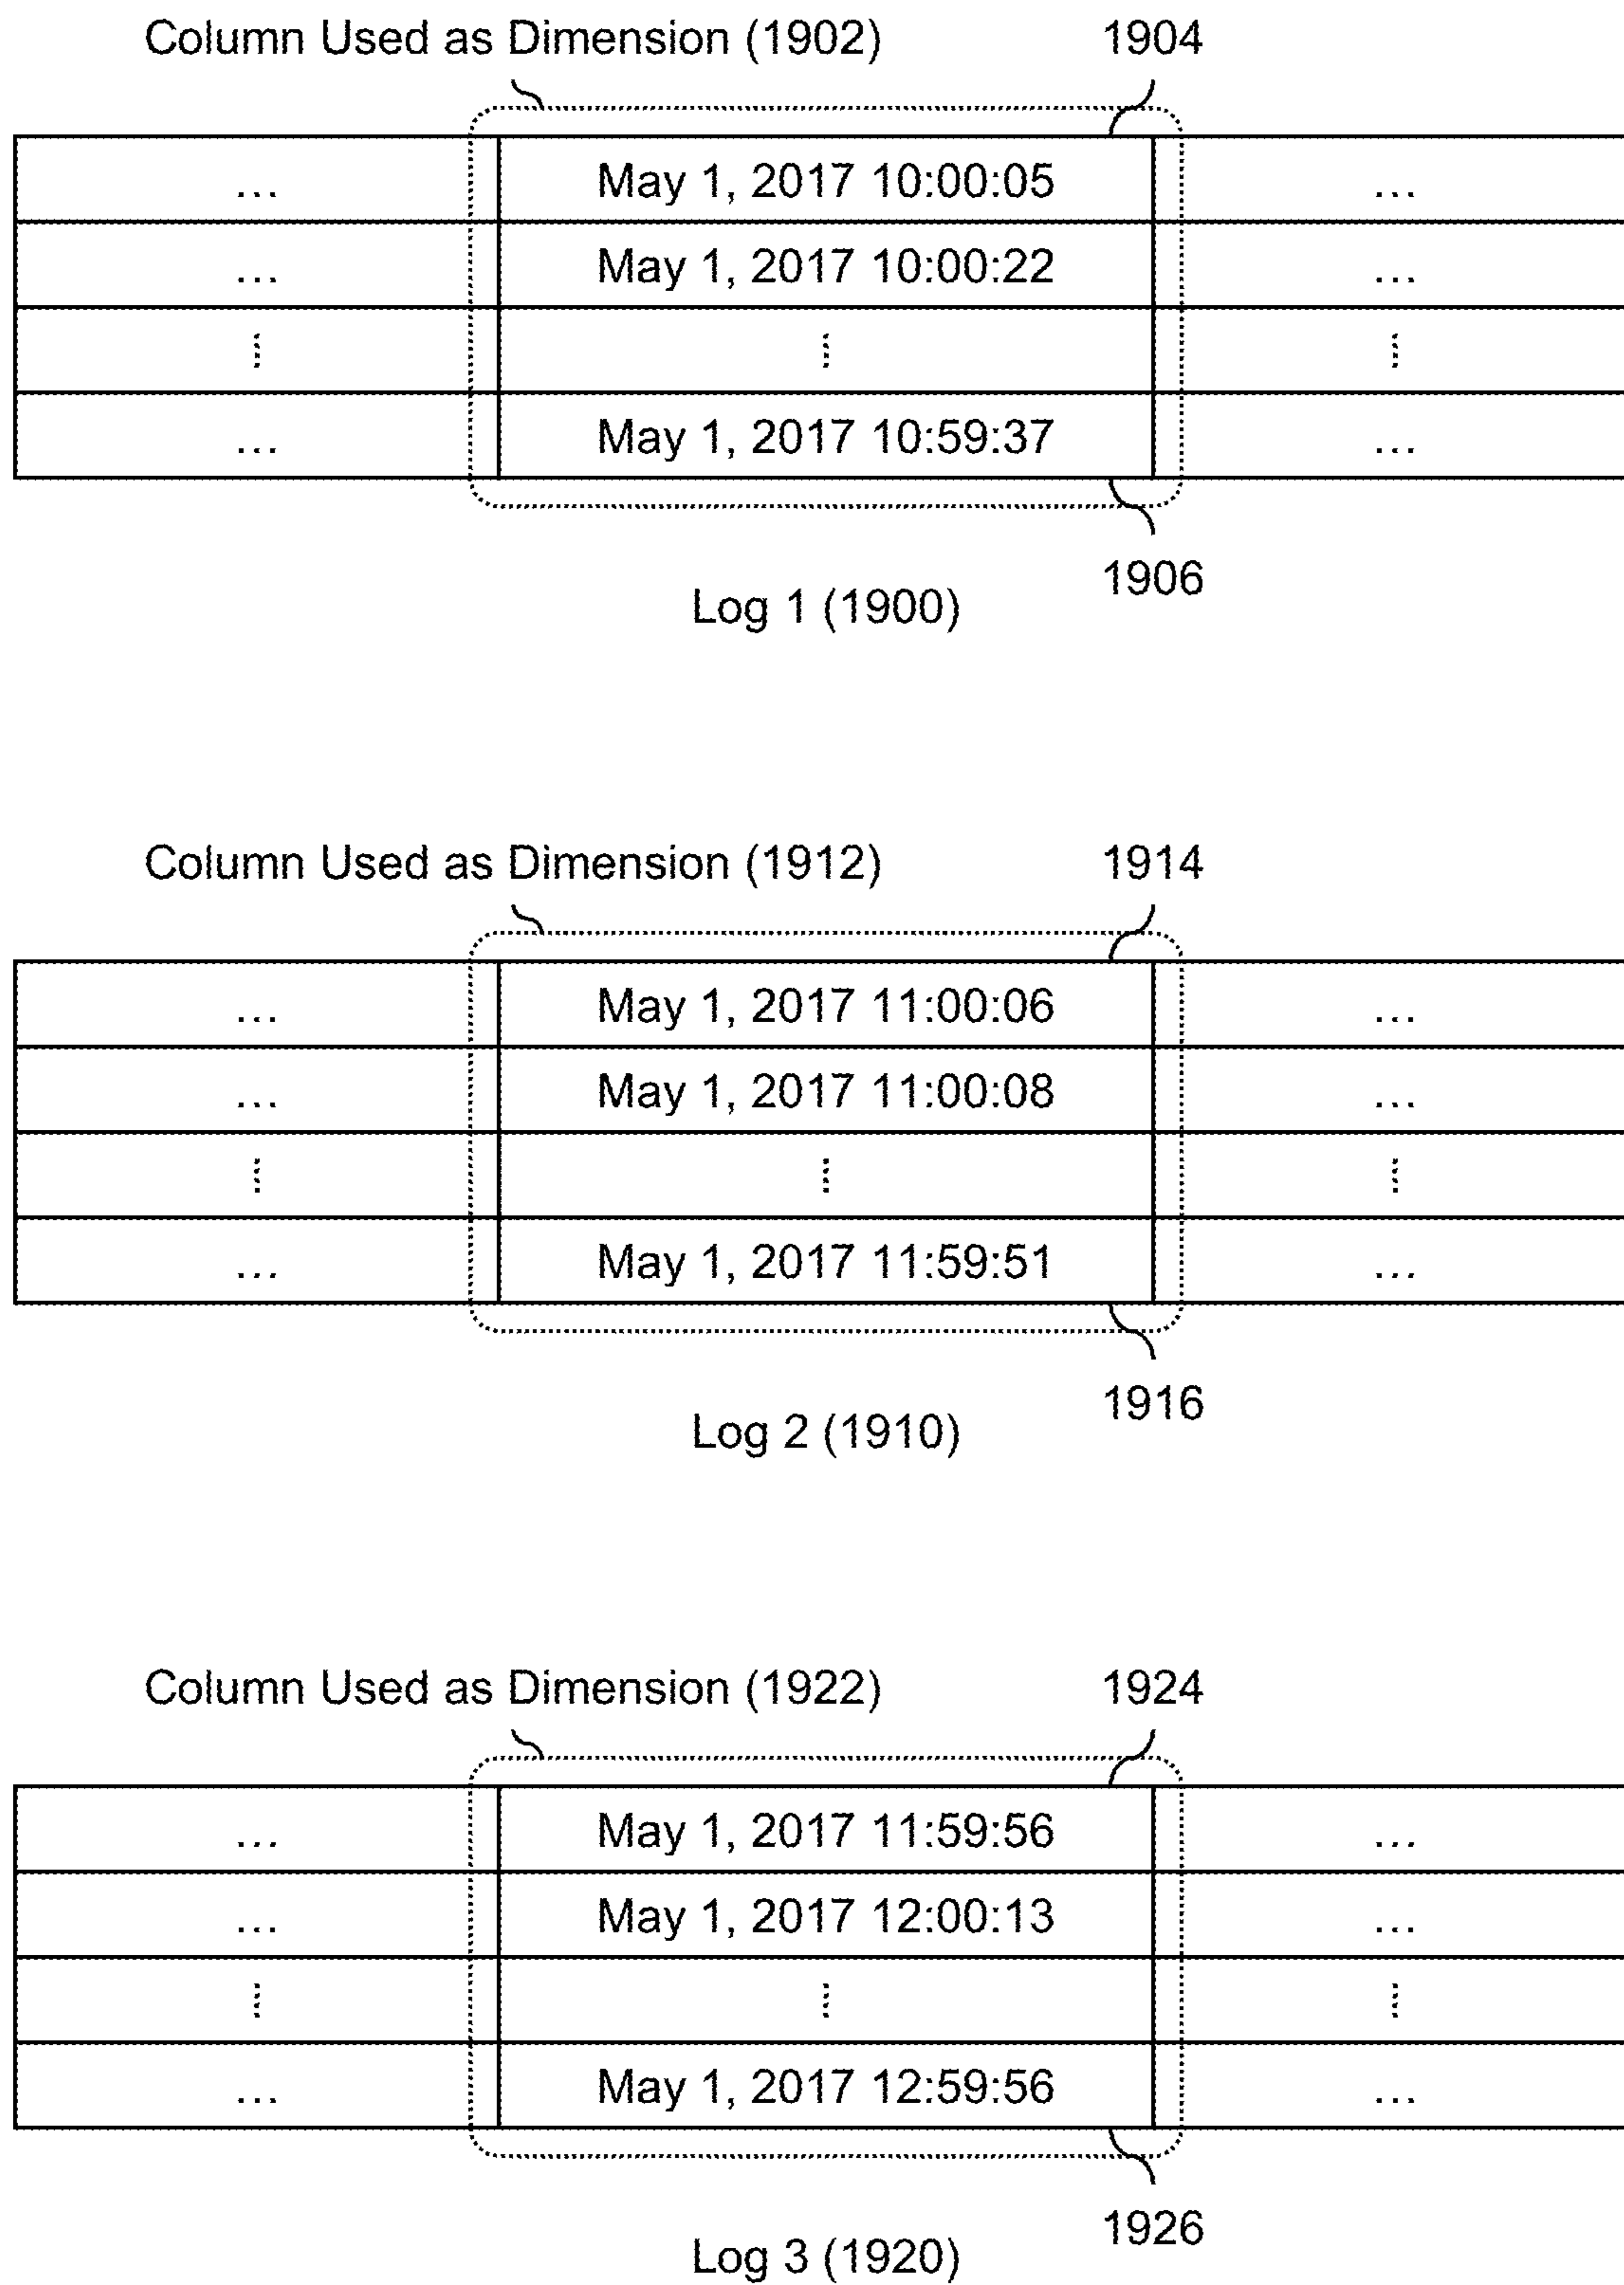 Column Used as Dimension (1902) 1904
... May 1, 2017 10:00:05 ...
... May 1, 2017 10:00:22 ...
⋮ ⋮ ⋮
... May 1, 2017 10:59:37 ...
1906
Log 1 (1900)
Column Used as Dimension (1912) 1914
... May 1, 2017 11:00:06 ...
... May 1, 2017 11:00:08 ...
⋮ ⋮ ⋮
... May 1, 2017 11:59:51 ...
1916
Log 2 (1910)
Column Used as Dimension (1922) 1924
... May 1, 2017 11:59:56 ...
... May 1, 2017 12:00:13 ...
⋮ ⋮ ⋮
... May 1, 2017 12:59:56 ...
1926
Log 3 (1920)